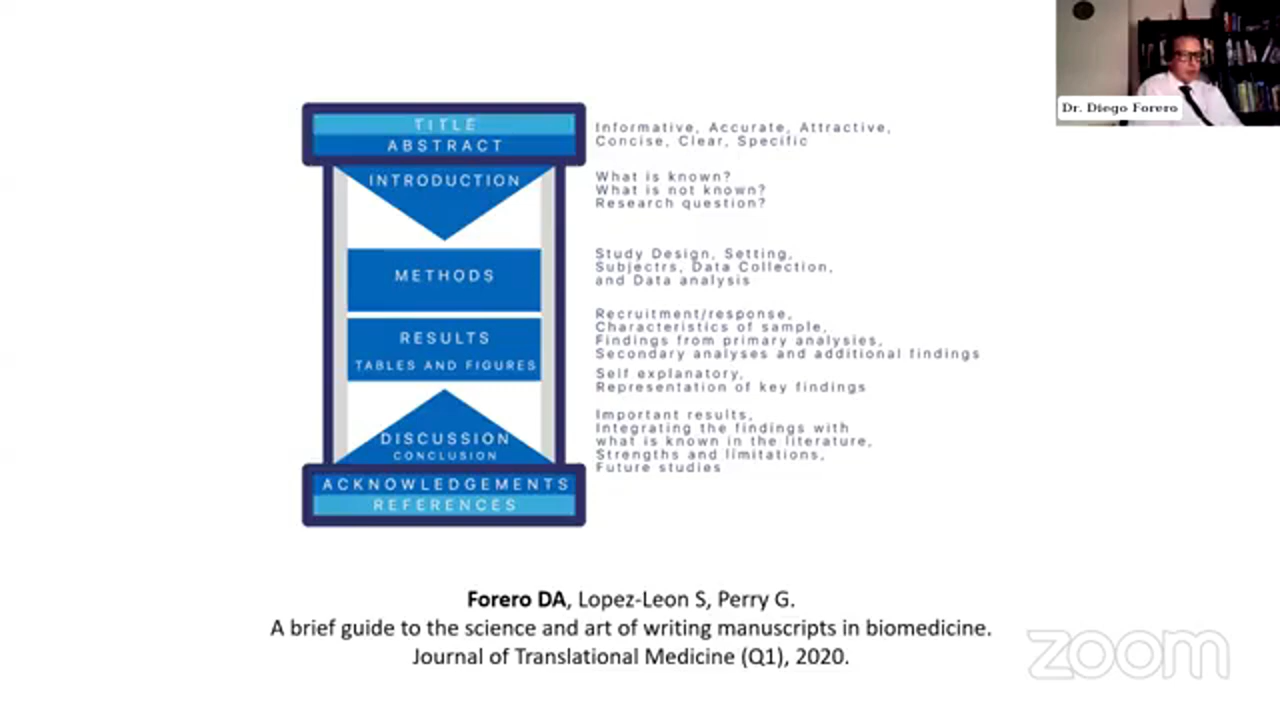 TITLE
ABSTRACT
Informative, Accurate, Attractive,
Concise, Clear, Specific
INTRODUCTION
What is known?
What is not known?
Research question?
METHODS
Study Design, Setting,
Subjectrs, Data Collection,
and Data analysis
RESULTS
TABLES AND FIGURES
Recruitment/response,
Characteristics of sample,
Findings from primary analysies,
Secondary analyses and additional findings
Self explanatory,
Representation of key findings
DISCUSSION
CONCLUSION
Important results,
Integrating the findings with
what is known in the literature,
Strengths and limitations,
Future studies
ACKNOWLEDGEMENTS
REFERENCES
Forero DA, Lopez-Leon S, Perry G.
A brief guide to the science and art of writing manuscripts in biomedicine.
Journal of Translational Medicine (Q1), 2020.
Dr. Diego Forero
zoom